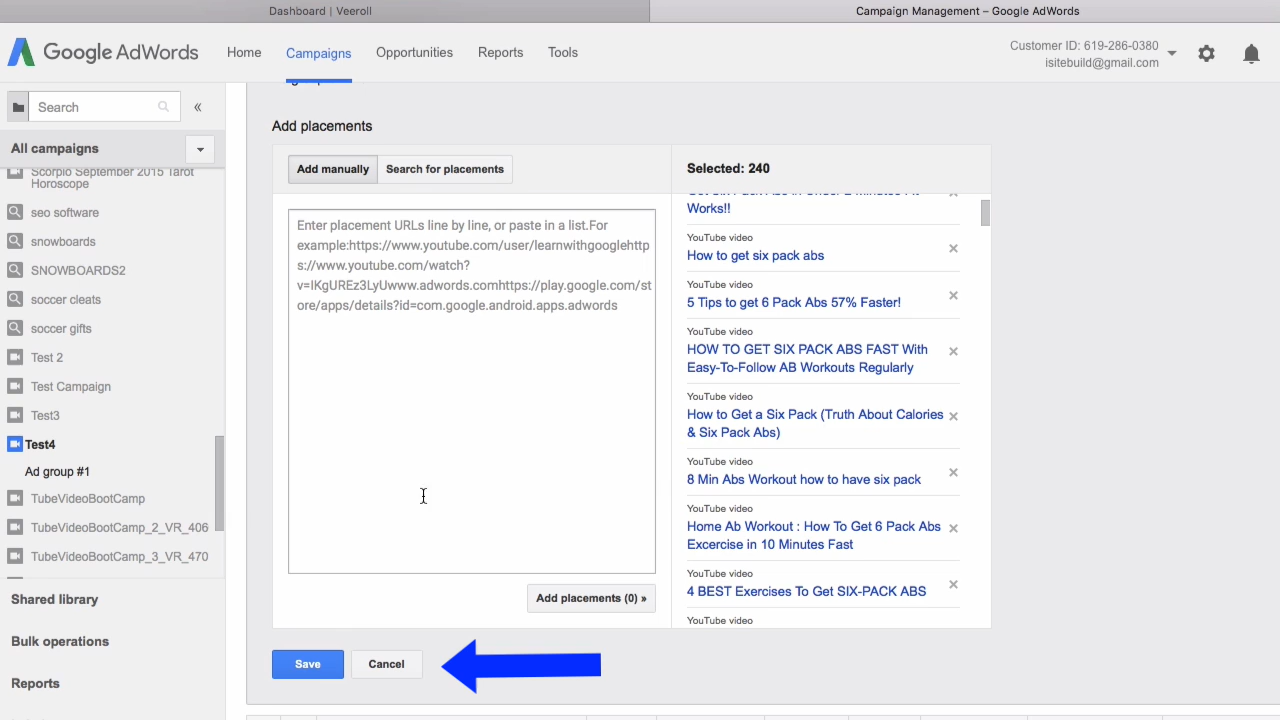 Dashboard | Veeroll
Campaign Management – Google AdWords
Google AdWords
Home
Campaigns
Opportunities
Reports
Tools
Customer ID: 619-286-0380
isitebuild@gmail.com
Search
«
All campaigns
Scorpio September 2015 Tarot
Horoscope
seo software
snowboards
SNOWBOARDS2
soccer cleats
soccer gifts
Test 2
Test Campaign
Test3
Test4
Ad group #1
TubeVideoBootCamp
TubeVideoBootCamp_2_VR_406
TubeVideoBootCamp_3_VR_470
Shared library
Bulk operations
Reports
Add placements
Add manually
Search for placements
Enter placement URLs line by line, or paste in a list.For
example:https://www.youtube.com/user/learnwithgooglehttp
s://www.youtube.com/watch?
v=IKgUREz3LyUwww.adwords.comhttps://play.google.com/st
ore/apps/details?id=com.google.android.apps.adwords
Add placements (0) »
Selected: 240
Get Six Pack Abs in Under 2 Minutes At
Works!!
YouTube video
How to get six pack abs
YouTube video
5 Tips to get 6 Pack Abs 57% Faster!
YouTube video
HOW TO GET SIX PACK ABS FAST With
Easy-To-Follow AB Workouts Regularly
YouTube video
How to Get a Six Pack (Truth About Calories
& Six Pack Abs)
YouTube video
8 Min Abs Workout how to have six pack
YouTube video
Home Ab Workout : How To Get 6 Pack Abs
Excercise in 10 Minutes Fast
YouTube video
4 BEST Exercises To Get SIX-PACK ABS
YouTube video
Save
Cancel